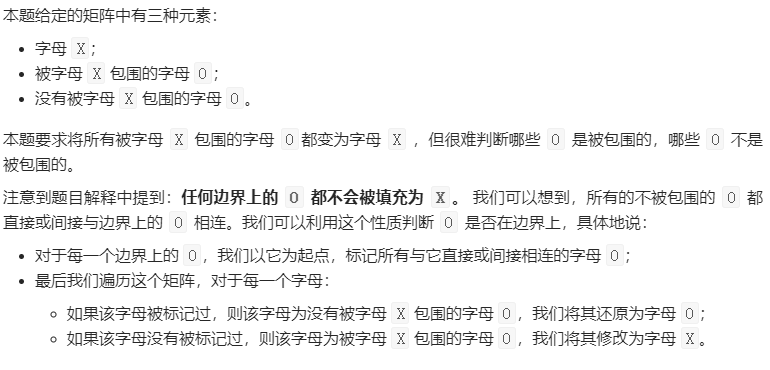 本题给定的矩阵中有三种元素：
• 字母 X；
• 被字母 X 包围的字母 O；
• 没有被字母 X 包围的字母 O。
本题要求将所有被字母 X 包围的字母 O都变为字母 X ，但很难判断哪些 O 是被包围的，哪些 O 不是
被包围的。
注意到题目解释中提到：任何边界上的 O 都不会被填充为 X。 我们可以想到，所有的不被包围的 O 都
直接或间接与边界上的 O 相连。我们可以利用这个性质判断 O 是否在边界上，具体地说：
• 对于每一个边界上的 O，我们以它为起点，标记所有与它直接或间接相连的字母 O；
• 最后我们遍历这个矩阵，对于每一个字母：
◦ 如果该字母被标记过，则该字母为没有被字母 X 包围的字母 O，我们将其还原为字母 O；
◦ 如果该字母没有被标记过，则该字母为被字母 X 包围的字母 O，我们将其修改为字母 X。